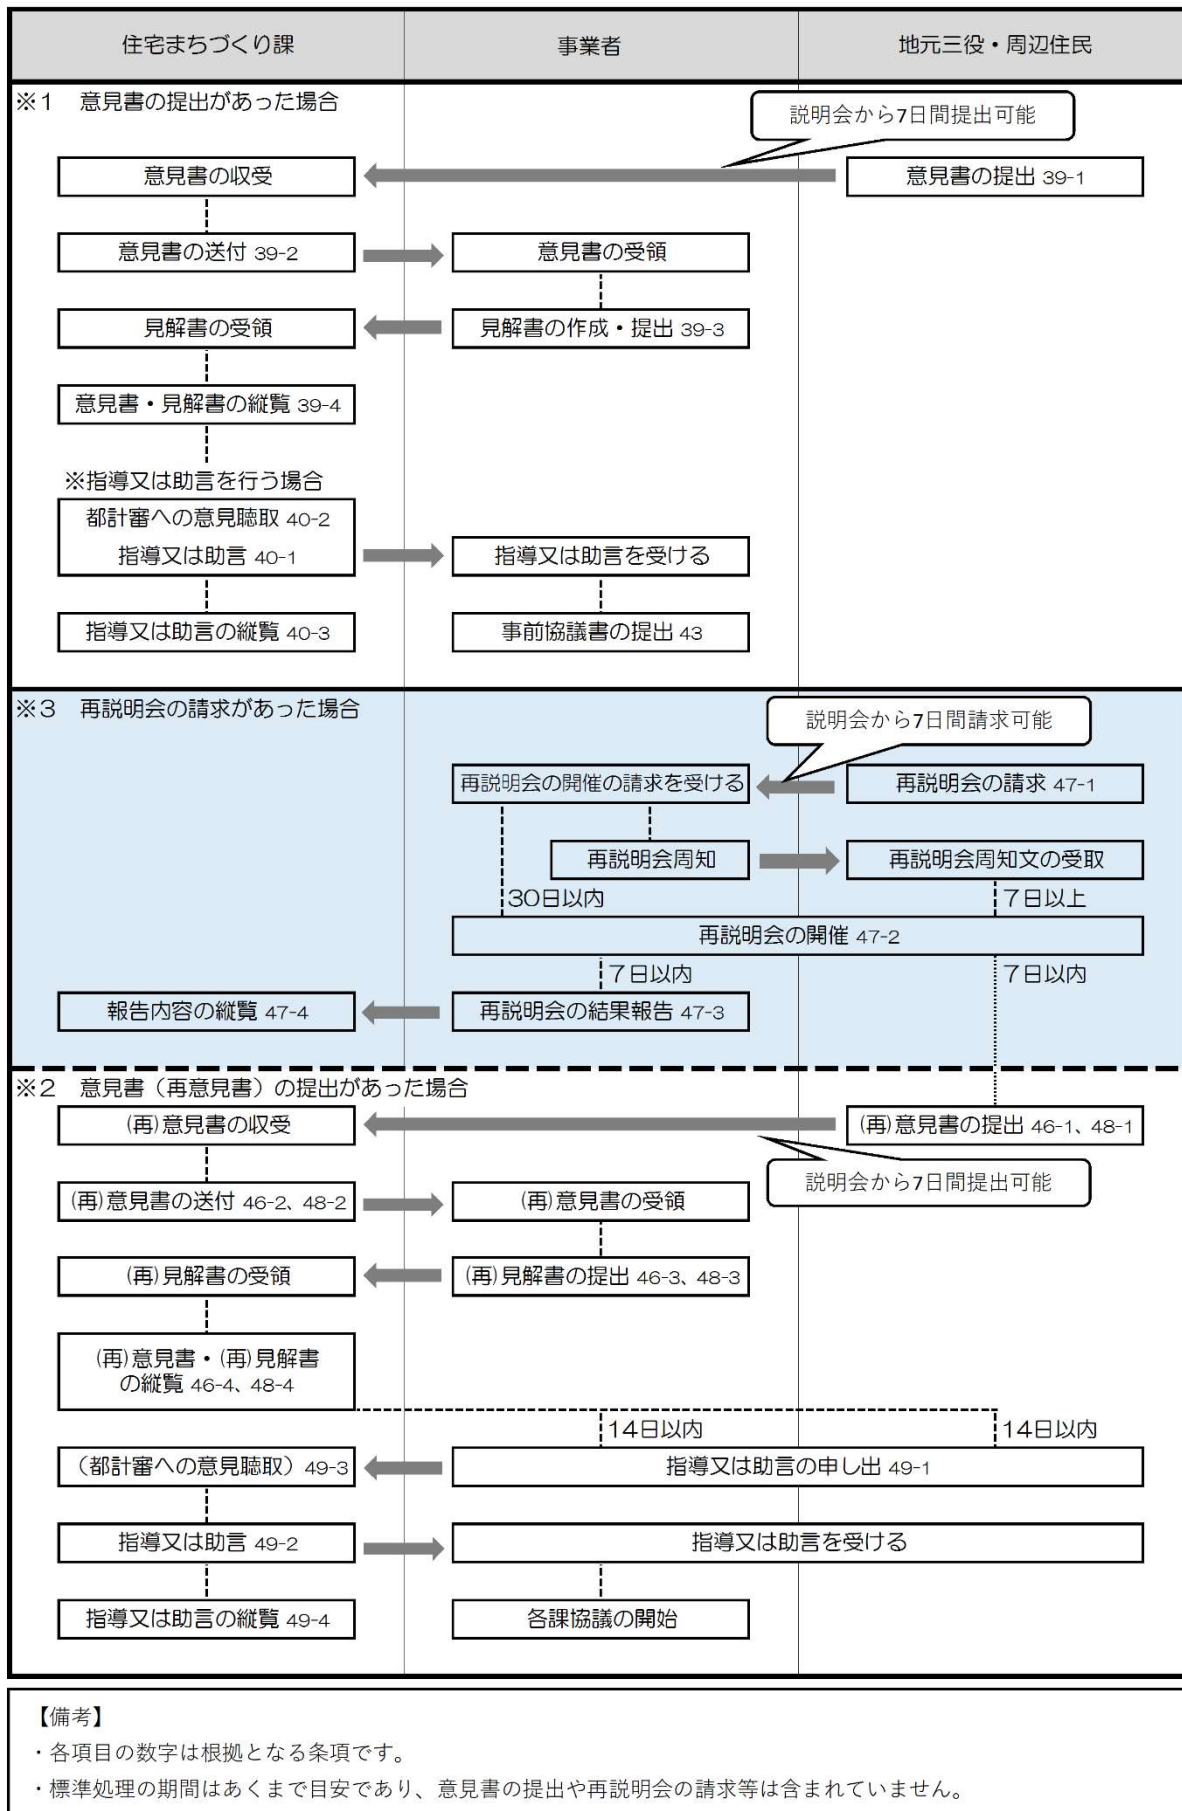 住宅まちづくり課
事業者
地元三役・周辺住民
※1 意見書の提出があった場合
説明会から7日間提出可能
意見書の収受
意見書の提出 39-1
意見書の送付 39-2
意見書の受領
見解書の受領
見解書の作成・提出 39-3
意見書・見解書の縦覧 39-4
※指導又は助言を行う場合
都計審への意見聴取 40-2
指導又は助言 40-1
指導又は助言を受ける
指導又は助言の縦覧 40-3
事前協議書の提出 43
※3 再説明会の請求があった場合
説明会から7日間請求可能
再説明会の開催の請求を受ける
再説明会の請求 47-1
再説明会周知
再説明会周知文の受取
30日以内
7日以上
再説明会の開催 47-2
7日以内
7日以内
報告内容の縦覧 47-4
再説明会の結果報告 47-3
※2 意見書（再意見書）の提出があった場合
(再)意見書の収受
(再)意見書の提出 46-1、48-1
説明会から7日間提出可能
(再)意見書の送付 46-2、48-2
(再)意見書の受領
(再)見解書の受領
(再)見解書の提出 46-3、48-3
(再)意見書・(再)見解書
の縦覧 46-4、48-4
14日以内
14日以内
（都計審への意見聴取）49-3
指導又は助言の申し出 49-1
指導又は助言 49-2
指導又は助言を受ける
指導又は助言の縦覧 49-4
各課協議の開始
【備考】
・各項目の数字は根拠となる条項です。
・標準処理の期間はあくまで目安であり、意見書の提出や再説明会の請求等は含まれていません。